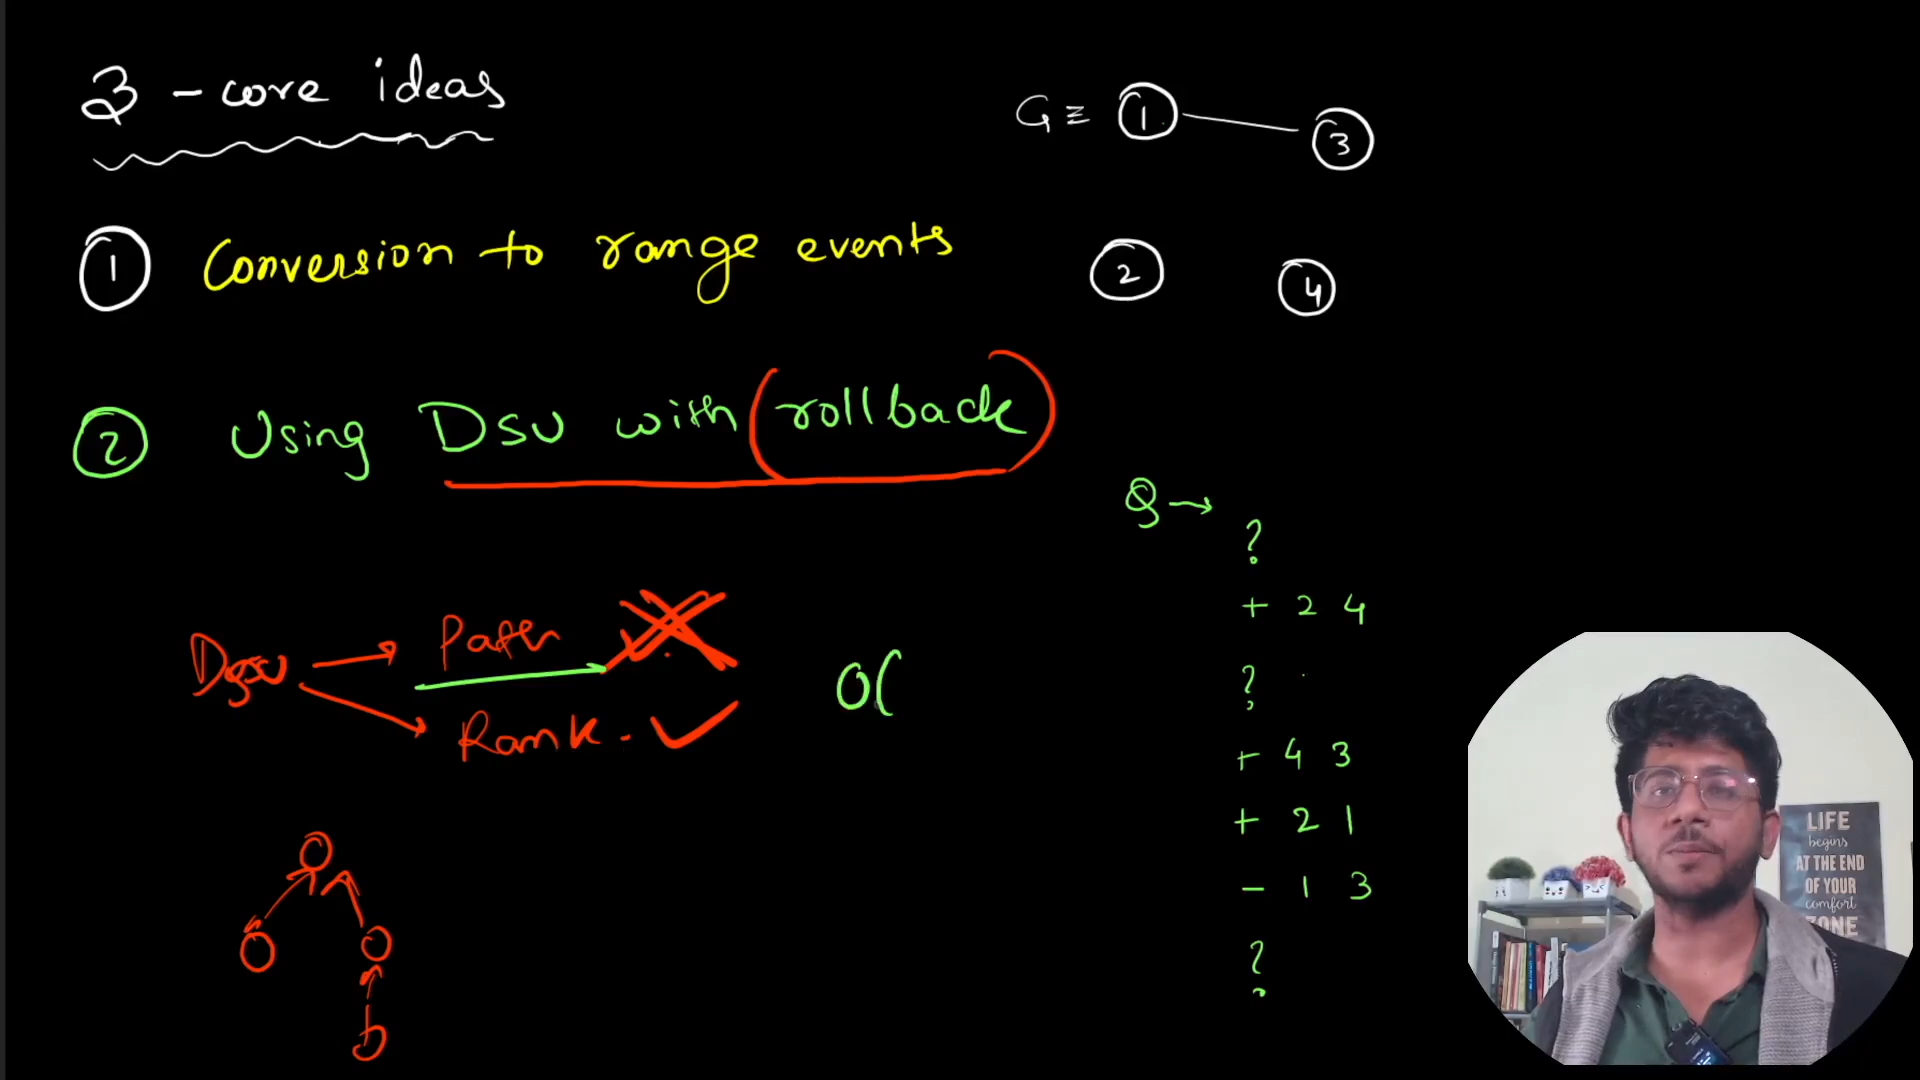 3 - core ideas
G ≡ 1 3
1 Conversion to range events
2 4
2 Using DSU with (rollback)
Q →
?
+ 2 4
Path
Rank. ✓
O(
?
+ 4 3
+ 2 1
- 1 3
?
b
LIFE
begins
AT THE END
OF YOUR
comfort
ZONE